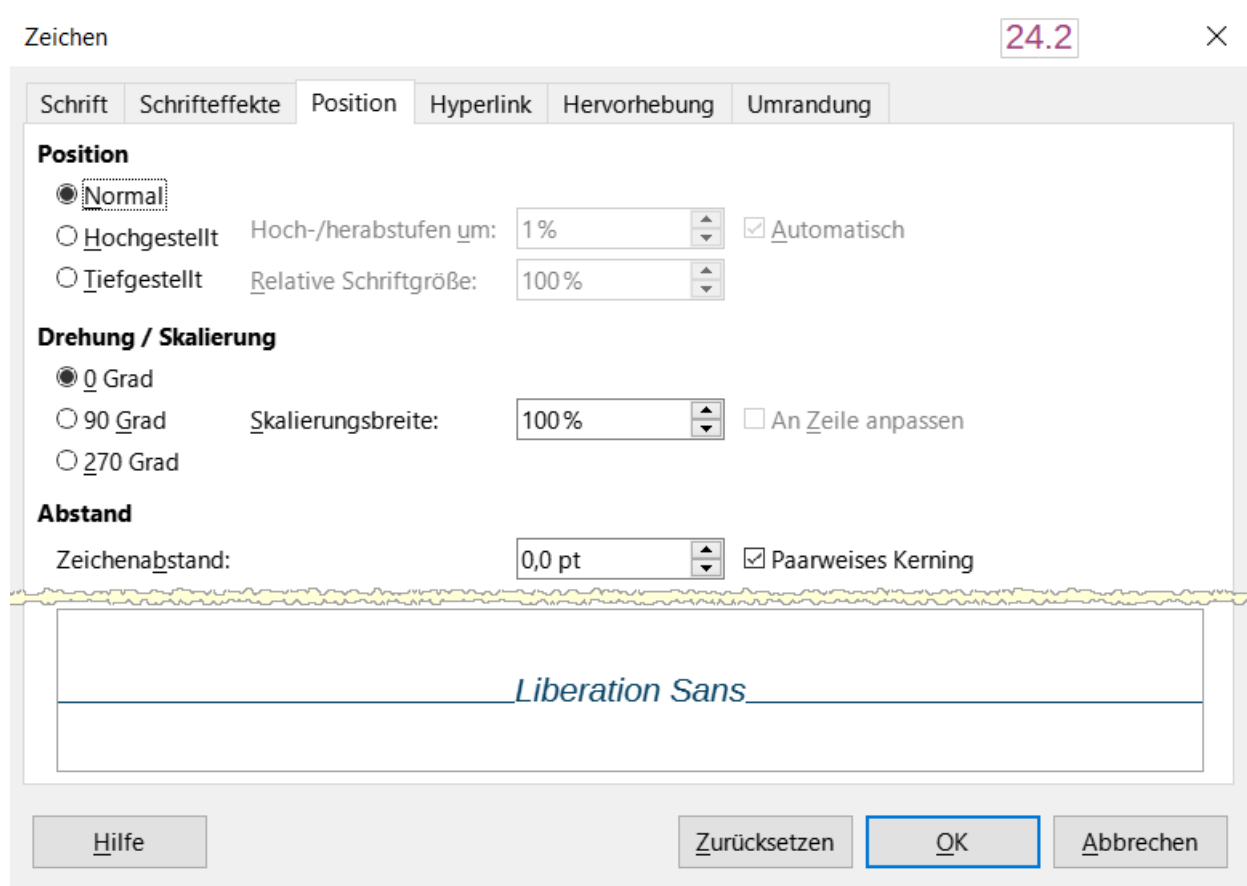 Zeichen 24.2
Schrift Schrifteffekte Position Hyperlink Hervorhebung Umrandung
Position
Normal
Hochgestellt Hoch-/herabstufen um: 1 % Automatisch
Tiefgestellt Relative Schriftgröße: 100 %
Drehung / Skalierung
0 Grad
90 Grad Skalierungsbreite: 100 % An Zeile anpassen
270 Grad
Abstand
Zeichenabstand: 0,0 pt Paarweises Kerning
Liberation Sans
Hilfe Zurücksetzen OK Abbrechen